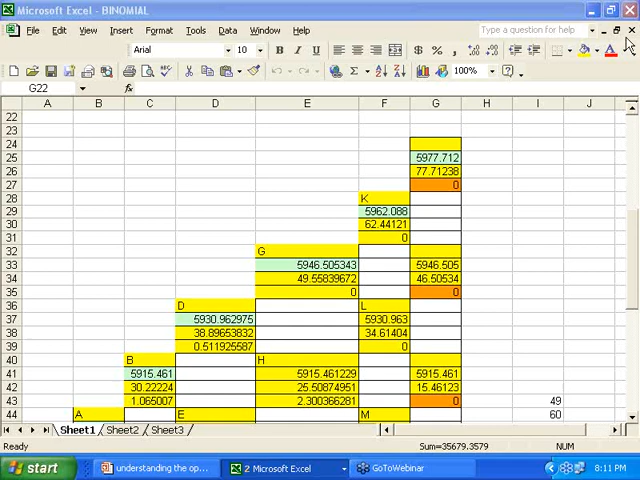 Microsoft Excel - BINOMIAL
File Edit View Insert Format Tools Data Window Help Type a question for help
Arial 10 B I U $ % ,
Σ 100% ?
G22 fx
A B C D E F G H I J
22
23
24
25 5977.712
26 77.71238
27 0
28 K
29 5962.088
30 62.44121
31 0
32 G
33 5946.505343 5946.505
34 49.55839672 46.50534
35 0 0
36 D L
37 5930.962975 5930.963
38 38.89653832 34.61404
39 0.511925587 0
40 B H
41 5915.461 5915.461229 5915.461
42 30.22224 25.50874951 15.46123
43 1.065007 2.300366281 0 49
44 A E M 60
Sheet1 Sheet2 Sheet3
Ready Sum=35679.3579 NUM
start understanding the op... 2 Microsoft Excel GoToWebinar 8:11 PM